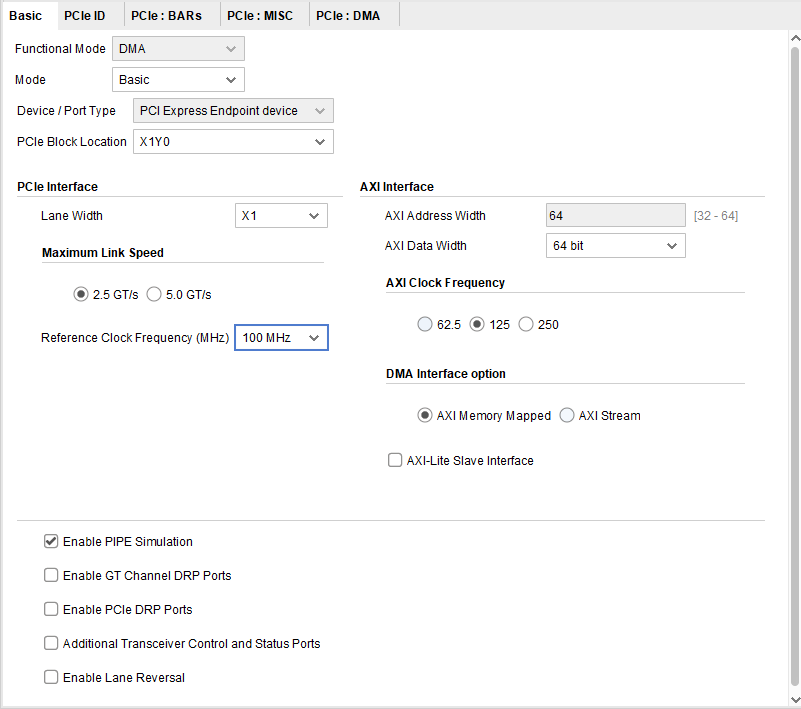 Basic PCIe ID PCIe : BARs PCIe : MISC PCIe : DMA
Functional Mode DMA
Mode Basic
Device / Port Type PCI Express Endpoint device
PCIe Block Location X1Y0
PCIe Interface
Lane Width X1
Maximum Link Speed
2.5 GT/s 5.0 GT/s
Reference Clock Frequency (MHz) 100 MHz
AXI Interface
AXI Address Width 64 [32 - 64]
AXI Data Width 64 bit
AXI Clock Frequency
62.5 125 250
DMA Interface option
AXI Memory Mapped AXI Stream
AXI-Lite Slave Interface
Enable PIPE Simulation
Enable GT Channel DRP Ports
Enable PCIe DRP Ports
Additional Transceiver Control and Status Ports
Enable Lane Reversal